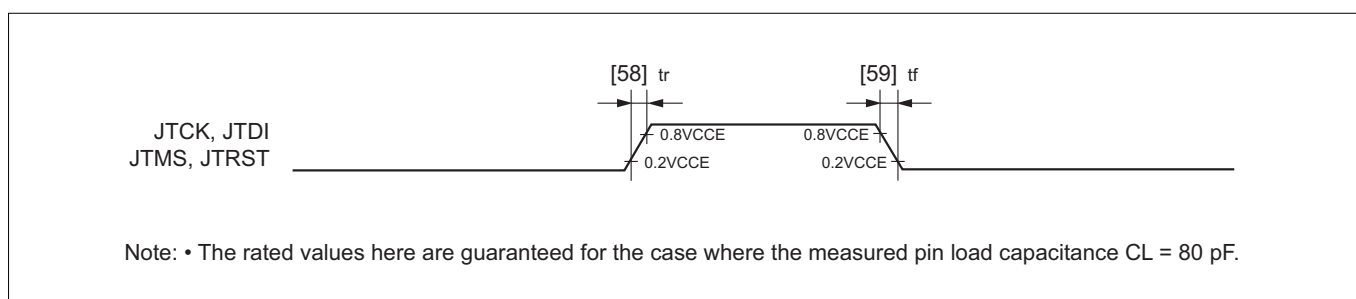 [58] tr [59] tf
JTCK, JTDI
JTMS, JTRST
0.8VCCE 0.8VCCE
0.2VCCE 0.2VCCE
Note: • The rated values here are guaranteed for the case where the measured pin load capacitance CL = 80 pF.